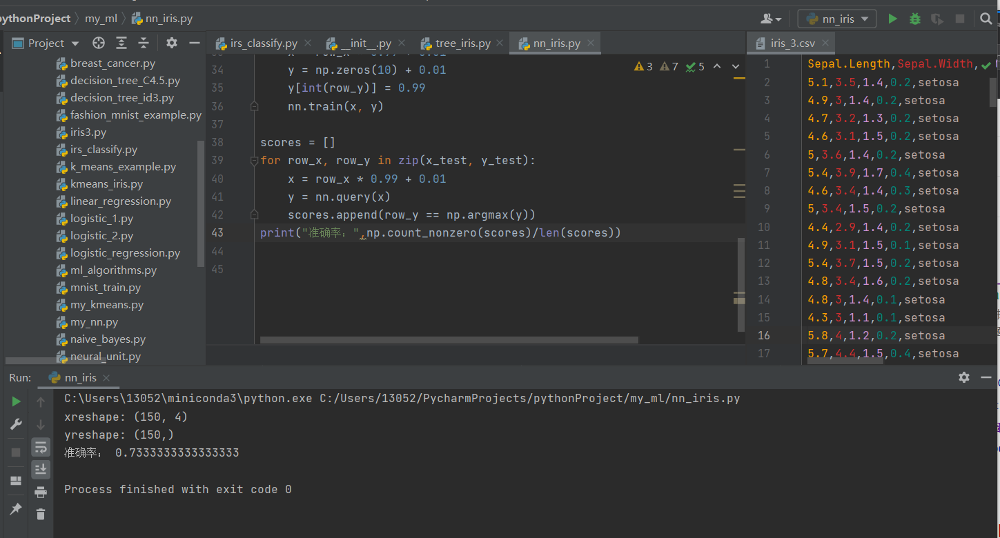 pythonProject my_ml nn_iris.py nn_iris
Project irs_classify.py __init__.py tree_iris.py nn_iris.py iris_3.csv
breast_cancer.py
decision_tree_C4.5.py
decision_tree_id3.py
fashion_mnist_example.py
iris3.py
irs_classify.py
k_means_example.py
kmeans_iris.py
linear_regression.py
logistic_1.py
logistic_2.py
logistic_regression.py
ml_algorithms.py
mnist_train.py
my_kmeans.py
my_nn.py
naive_bayes.py
neural_unit.py
34 y = np.zeros(10) + 0.01
35 y[int(row_y)] = 0.99
36 nn.train(x, y)
37
38 scores = []
39 for row_x, row_y in zip(x_test, y_test):
40 x = row_x * 0.99 + 0.01
41 y = nn.query(x)
42 scores.append(row_y == np.argmax(y))
43 print("准确率：",np.count_nonzero(scores)/len(scores))
44
45
3 7 5
1 Sepal.Length,Sepal.Width,
2 5.1,3.5,1.4,0.2,setosa
3 4.9,3,1.4,0.2,setosa
4 4.7,3.2,1.3,0.2,setosa
5 4.6,3.1,1.5,0.2,setosa
6 5,3.6,1.4,0.2,setosa
7 5.4,3.9,1.7,0.4,setosa
8 4.6,3.4,1.4,0.3,setosa
9 5,3.4,1.5,0.2,setosa
10 4.4,2.9,1.4,0.2,setosa
11 4.9,3.1,1.5,0.1,setosa
12 5.4,3.7,1.5,0.2,setosa
13 4.8,3.4,1.6,0.2,setosa
14 4.8,3,1.4,0.1,setosa
15 4.3,3,1.1,0.1,setosa
16 5.8,4,1.2,0.2,setosa
17 5.7,4.4,1.5,0.4,setosa
Run: nn_iris
C:\Users\13052\miniconda3\python.exe C:/Users/13052/PycharmProjects/pythonProject/my_ml/nn_iris.py
xreshape: (150, 4)
yreshape: (150,)
准确率： 0.7333333333333333
Process finished with exit code 0